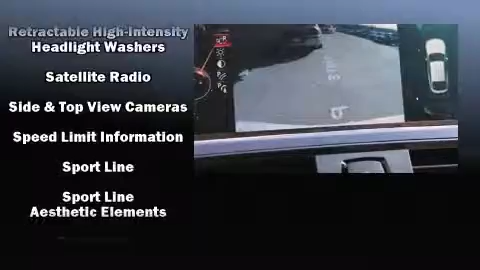 Retractable High-Intensity
Headlight Washers
Satellite Radio
Side & Top View Cameras
Speed Limit Information
Sport Line
Sport Line
Aesthetic Elements